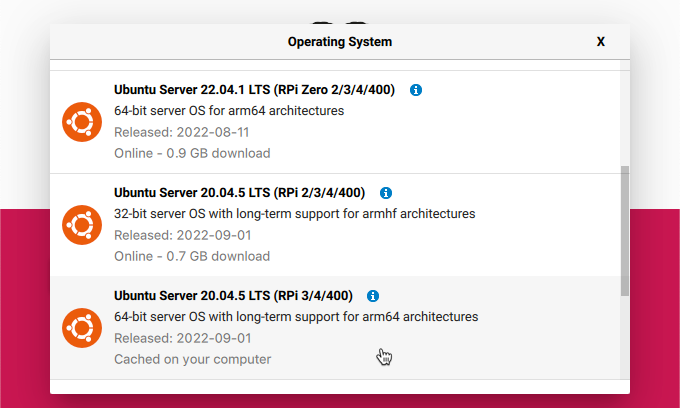 Operating System X
Ubuntu Server 22.04.1 LTS (RPi Zero 2/3/4/400)
64-bit server OS for arm64 architectures
Released: 2022-08-11
Online - 0.9 GB download
Ubuntu Server 20.04.5 LTS (RPi 2/3/4/400)
32-bit server OS with long-term support for armhf architectures
Released: 2022-09-01
Online - 0.7 GB download
Ubuntu Server 20.04.5 LTS (RPi 3/4/400)
64-bit server OS with long-term support for arm64 architectures
Released: 2022-09-01
Cached on your computer